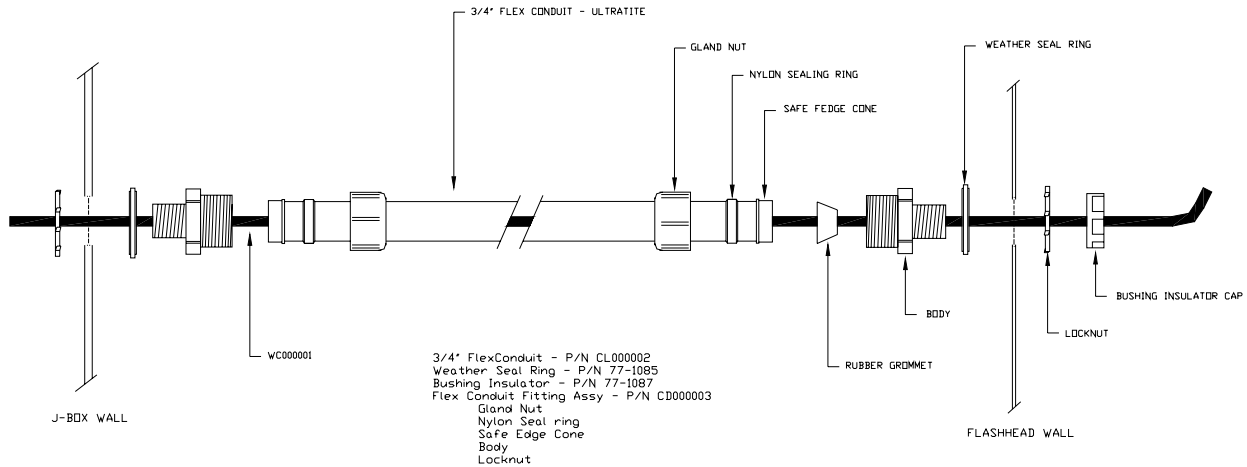 3/4" FLEX CONDUIT - ULTRATITE
GLAND NUT
WEATHER SEAL RING
NYLON SEALING RING
SAFE FEDGE CONE
BUSHING INSULATOR CAP
BODY
LOCKNUT
WC000001
RUBBER GROMMET
3/4" FlexConduit - P/N CL000002
Weather Seal Ring - P/N 77-1085
Bushing Insulator - P/N 77-1087
Flex Conduit Fitting Assy - P/N CD000003
Gland Nut
Nylon Seal ring
Safe Edge Cone
Body
Locknut
J-BOX WALL
FLASHHEAD WALL